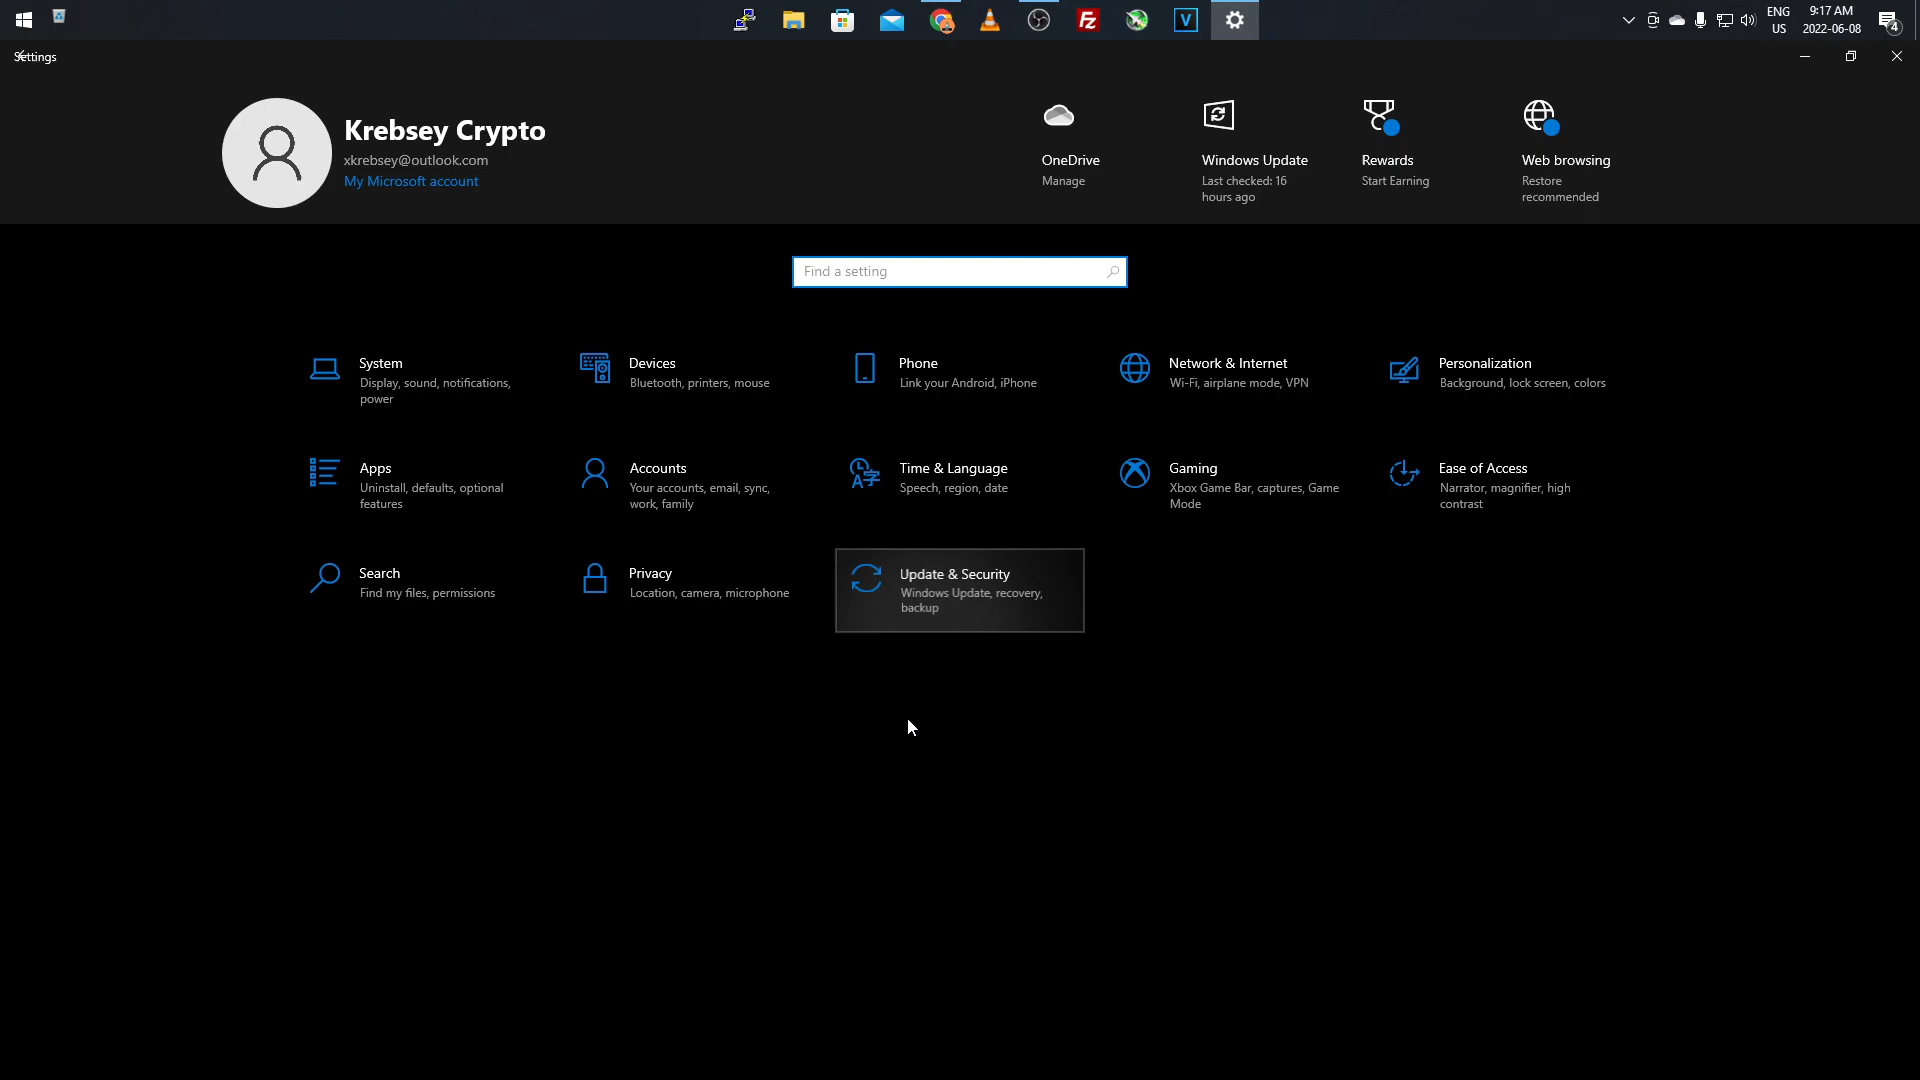 ENG
US
9:17 AM
2022-06-08
4
V
Fz
Settings
Krebsey Crypto
xkrebsey@outlook.com
My Microsoft account
OneDrive
Manage
Windows Update
Last checked: 16
hours ago
Rewards
Start Earning
Web browsing
Restore
recommended
Find a setting
System
Display, sound, notifications,
power
Devices
Bluetooth, printers, mouse
Phone
Link your Android, iPhone
Network & Internet
Wi-Fi, airplane mode, VPN
Personalization
Background, lock screen, colors
Apps
Uninstall, defaults, optional
features
Accounts
Your accounts, email, sync,
work, family
Time & Language
Speech, region, date
Gaming
Xbox Game Bar, captures, Game
Mode
Ease of Access
Narrator, magnifier, high
contrast
Search
Find my files, permissions
Privacy
Location, camera, microphone
Update & Security
Windows Update, recovery,
backup